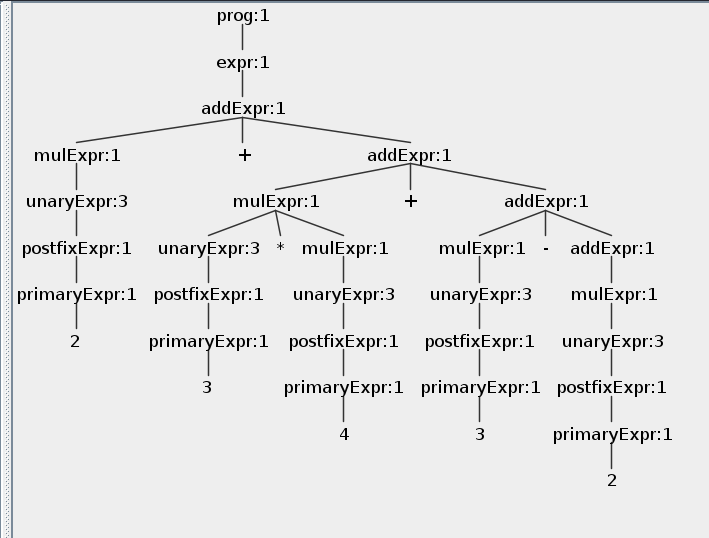 prog:1
expr:1
addExpr:1
mulExpr:1 + addExpr:1
unaryExpr:3 mulExpr:1 + addExpr:1
postfixExpr:1 unaryExpr:3 * mulExpr:1 mulExpr:1 - addExpr:1
primaryExpr:1 postfixExpr:1 unaryExpr:3 unaryExpr:3 mulExpr:1
2 primaryExpr:1 postfixExpr:1 postfixExpr:1 unaryExpr:3
3 primaryExpr:1 primaryExpr:1 postfixExpr:1
4 3 primaryExpr:1
2